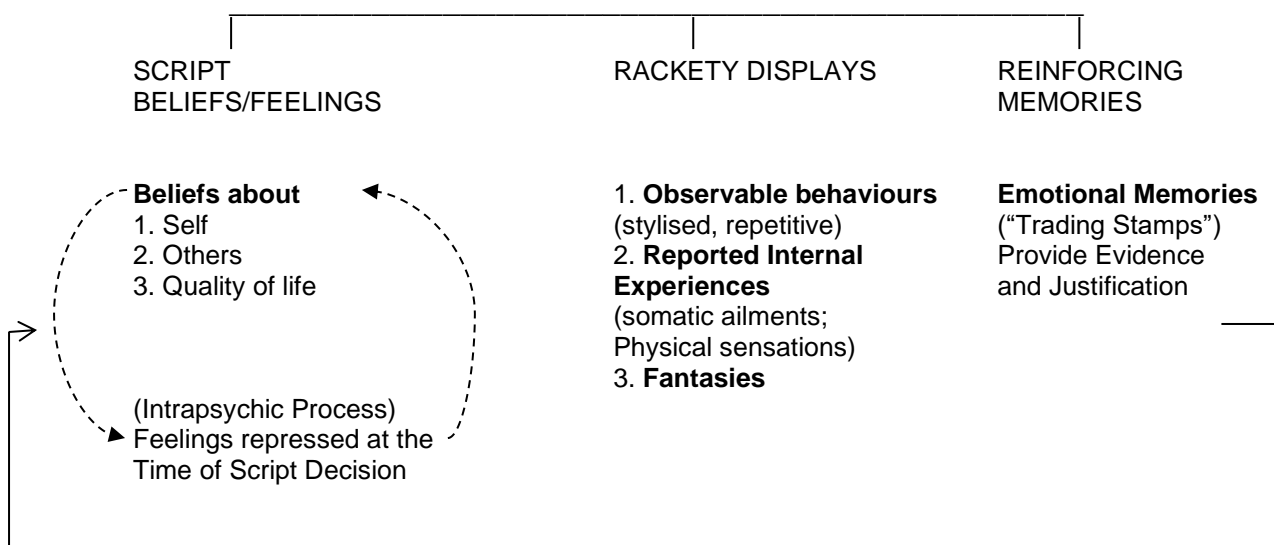 SCRIPT
BELIEFS/FEELINGS
RACKETY DISPLAYS
REINFORCING
MEMORIES
Beliefs about
1. Self
2. Others
3. Quality of life
(Intrapsychic Process)
Feelings repressed at the
Time of Script Decision
1. Observable behaviours
(stylised, repetitive)
2. Reported Internal
Experiences
(somatic ailments;
Physical sensations)
3. Fantasies
Emotional Memories
(“Trading Stamps”)
Provide Evidence
and Justification